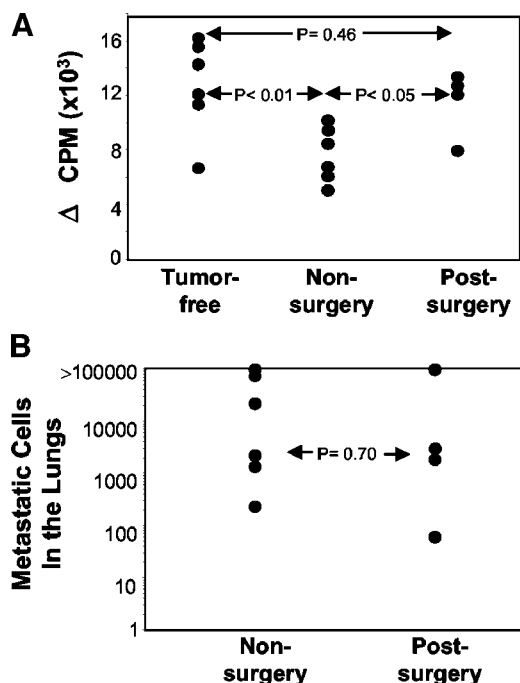 A
Δ CPM (x10³)
16
12
8
4
0
P= 0.46
P< 0.01
P< 0.05
Tumor-
free
Non-
surgery
Post-
surgery
B
Metastatic Cells
In the Lungs
>100000
10000
1000
100
10
1
P= 0.70
Non-
surgery
Post-
surgery